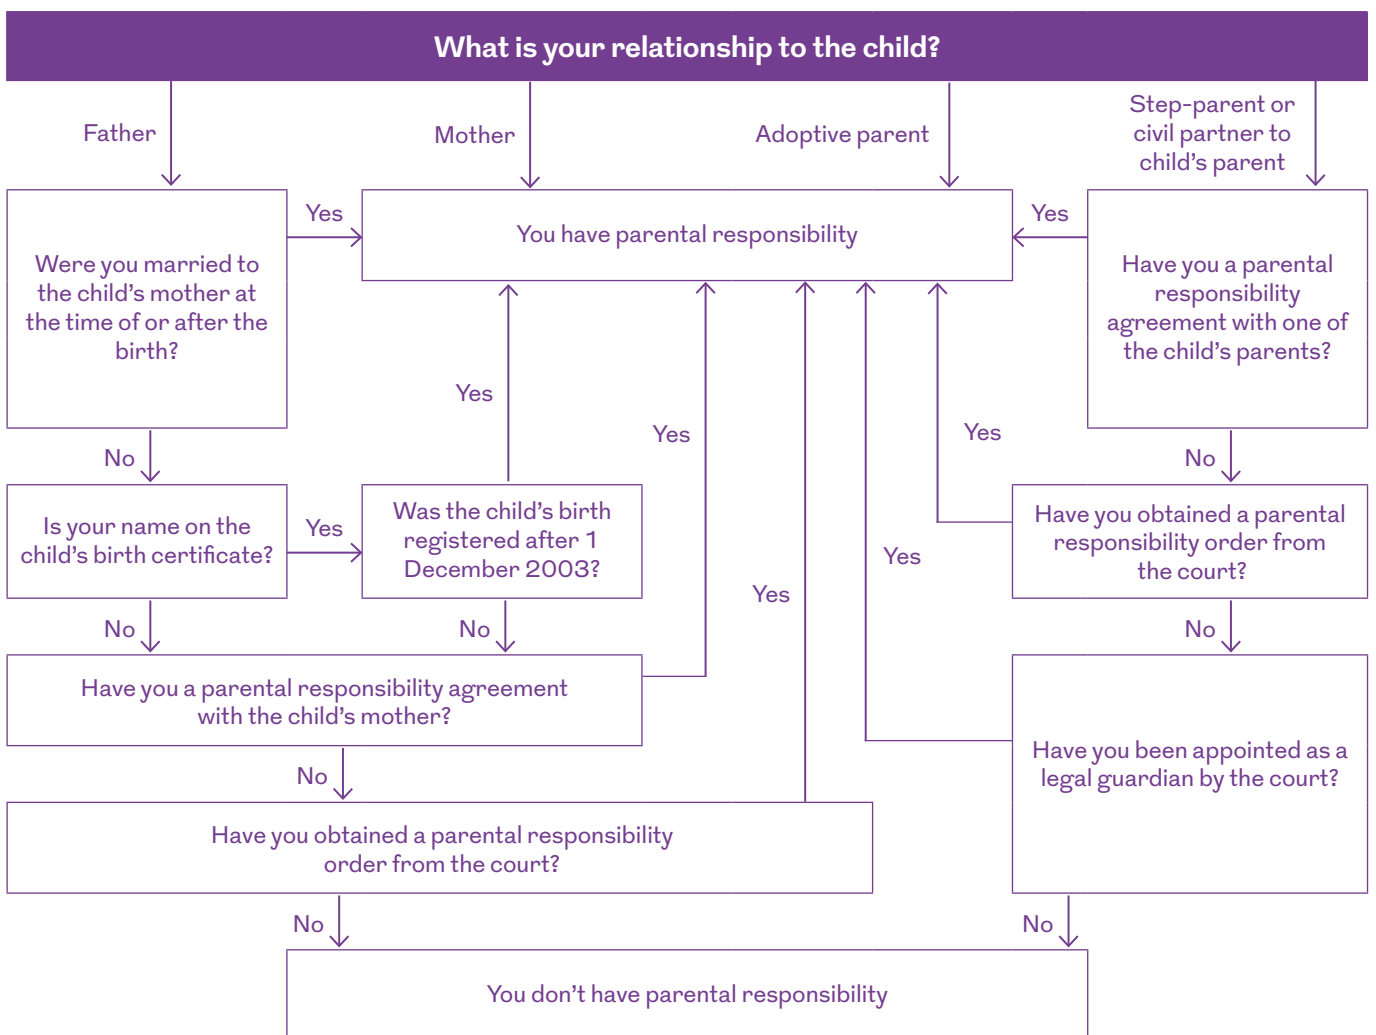 What is your relationship to the child?
Father
Mother
Adoptive parent
Step-parent or
civil partner to
child's parent
Were you married to
the child's mother at
the time of or after the
birth?
Yes
You have parental responsibility
Yes
Have you a parental
responsibility
agreement with one of
the child's parents?
No
Yes
Yes
Yes
No
Is your name on the
child's birth certificate?
Yes
Was the child's birth
registered after 1
December 2003?
Yes
Have you obtained a parental
responsibility order from
the court?
No
No
Yes
No
Have you a parental responsibility agreement
with the child's mother?
Have you been appointed as a
legal guardian by the court?
No
Have you obtained a parental responsibility
order from the court?
No
No
You don't have parental responsibility